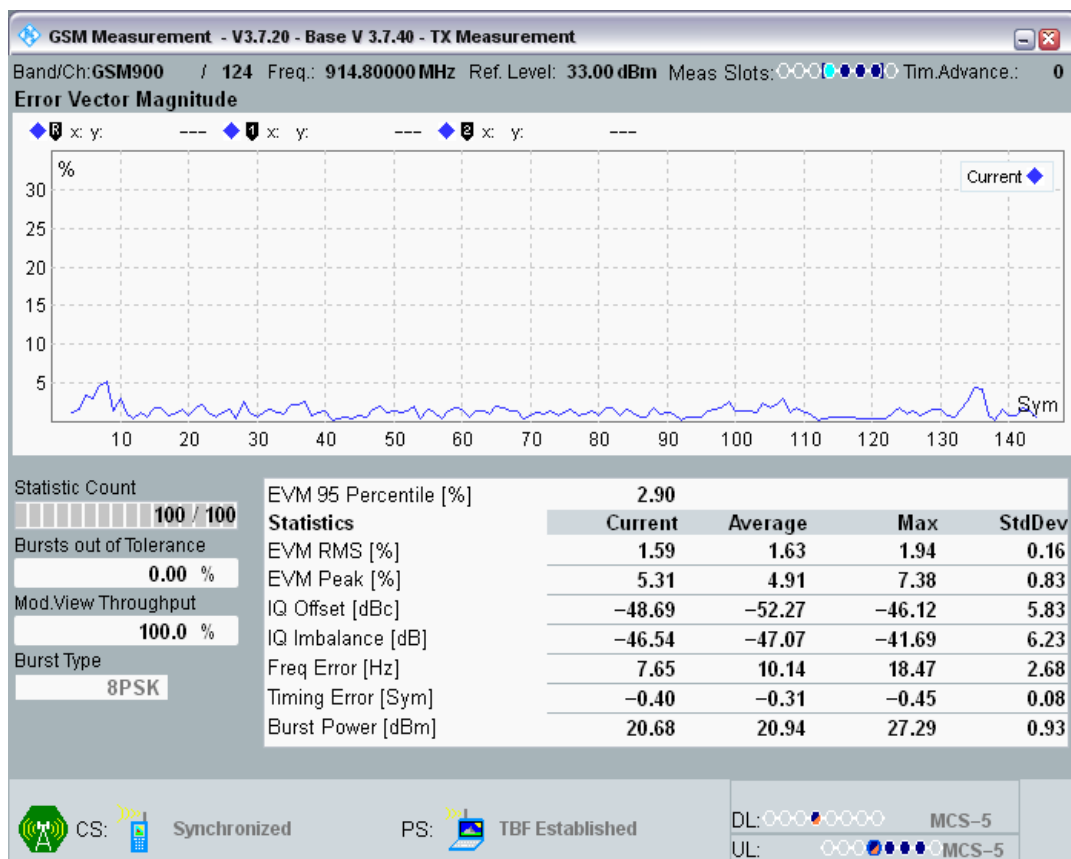 GSM Measurement - V3.7.20 - Base V 3.7.40 - TX Measurement
Band/Ch:GSM900 / 124 Freq.: 914.80000 MHz Ref. Level: 33.00 dBm Meas Slots: Tim.Advance.: 0
Error Vector Magnitude
R x: y: --- 1 x: y: --- 2 x: y: ---
%
Current
30
25
20
15
10
5
Sym
10 20 30 40 50 60 70 80 90 100 110 120 130 140
Statistic Count
100 / 100
Bursts out of Tolerance
0.00 %
Mod.View Throughput
100.0 %
Burst Type
8PSK
EVM 95 Percentile [%] 2.90
Statistics Current Average Max StdDev
EVM RMS [%] 1.59 1.63 1.94 0.16
EVM Peak [%] 5.31 4.91 7.38 0.83
IQ Offset [dBc] −48.69 −52.27 −46.12 5.83
IQ Imbalance [dB] −46.54 −47.07 −41.69 6.23
Freq Error [Hz] 7.65 10.14 18.47 2.68
Timing Error [Sym] −0.40 −0.31 −0.45 0.08
Burst Power [dBm] 20.68 20.94 27.29 0.93
CS: Synchronized PS: TBF Established
DL: MCS−5
UL: MCS−5